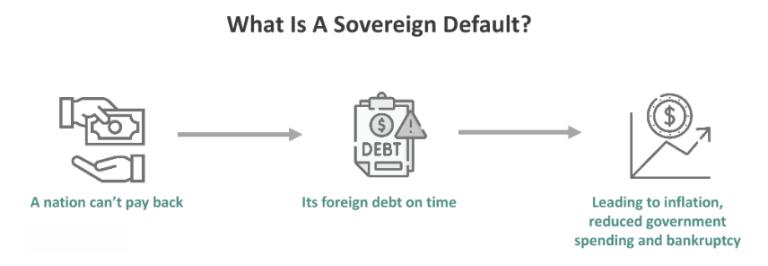 What Is A Sovereign Default?
$
DEBT
$
A nation can't pay back
Its foreign debt on time
Leading to inflation,
reduced government
spending and bankruptcy